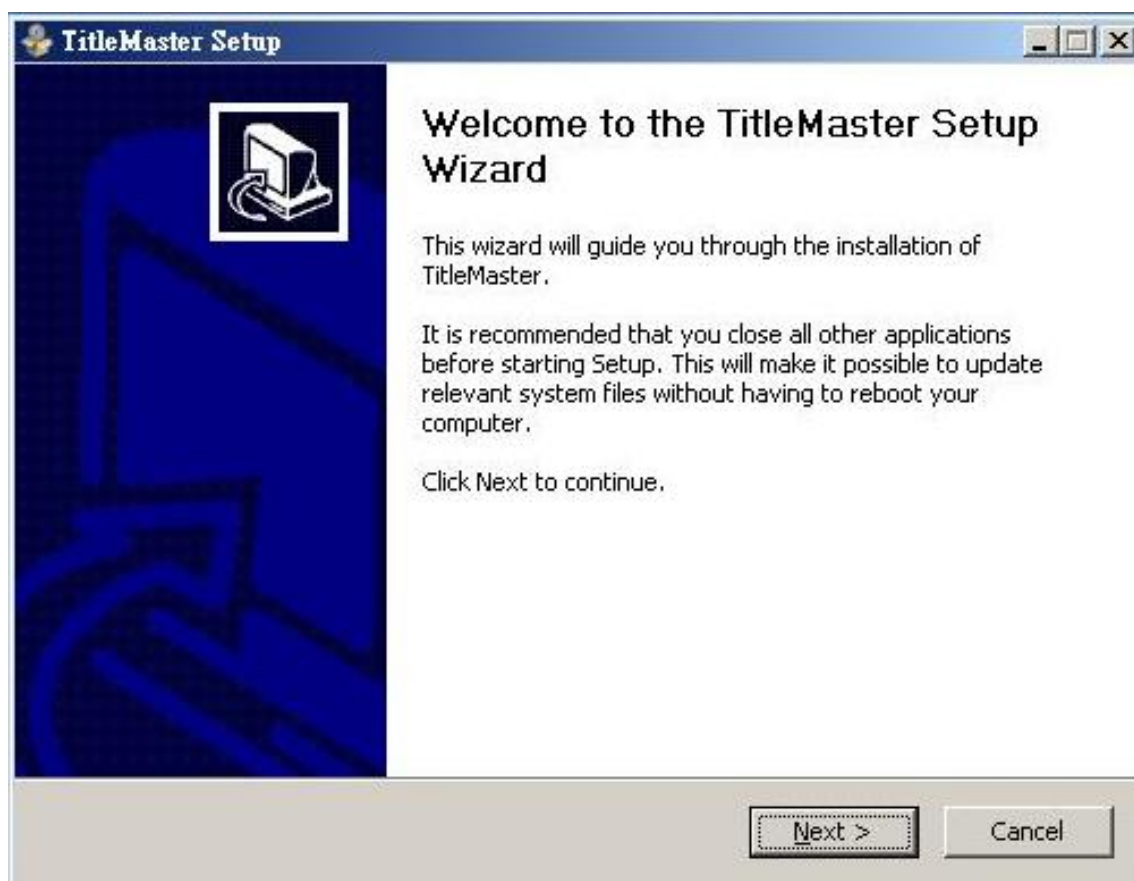 TitleMaster Setup
Welcome to the TitleMaster Setup
Wizard
This wizard will guide you through the installation of
TitleMaster.
It is recommended that you close all other applications
before starting Setup. This will make it possible to update
relevant system files without having to reboot your
computer.
Click Next to continue.
Next >
Cancel